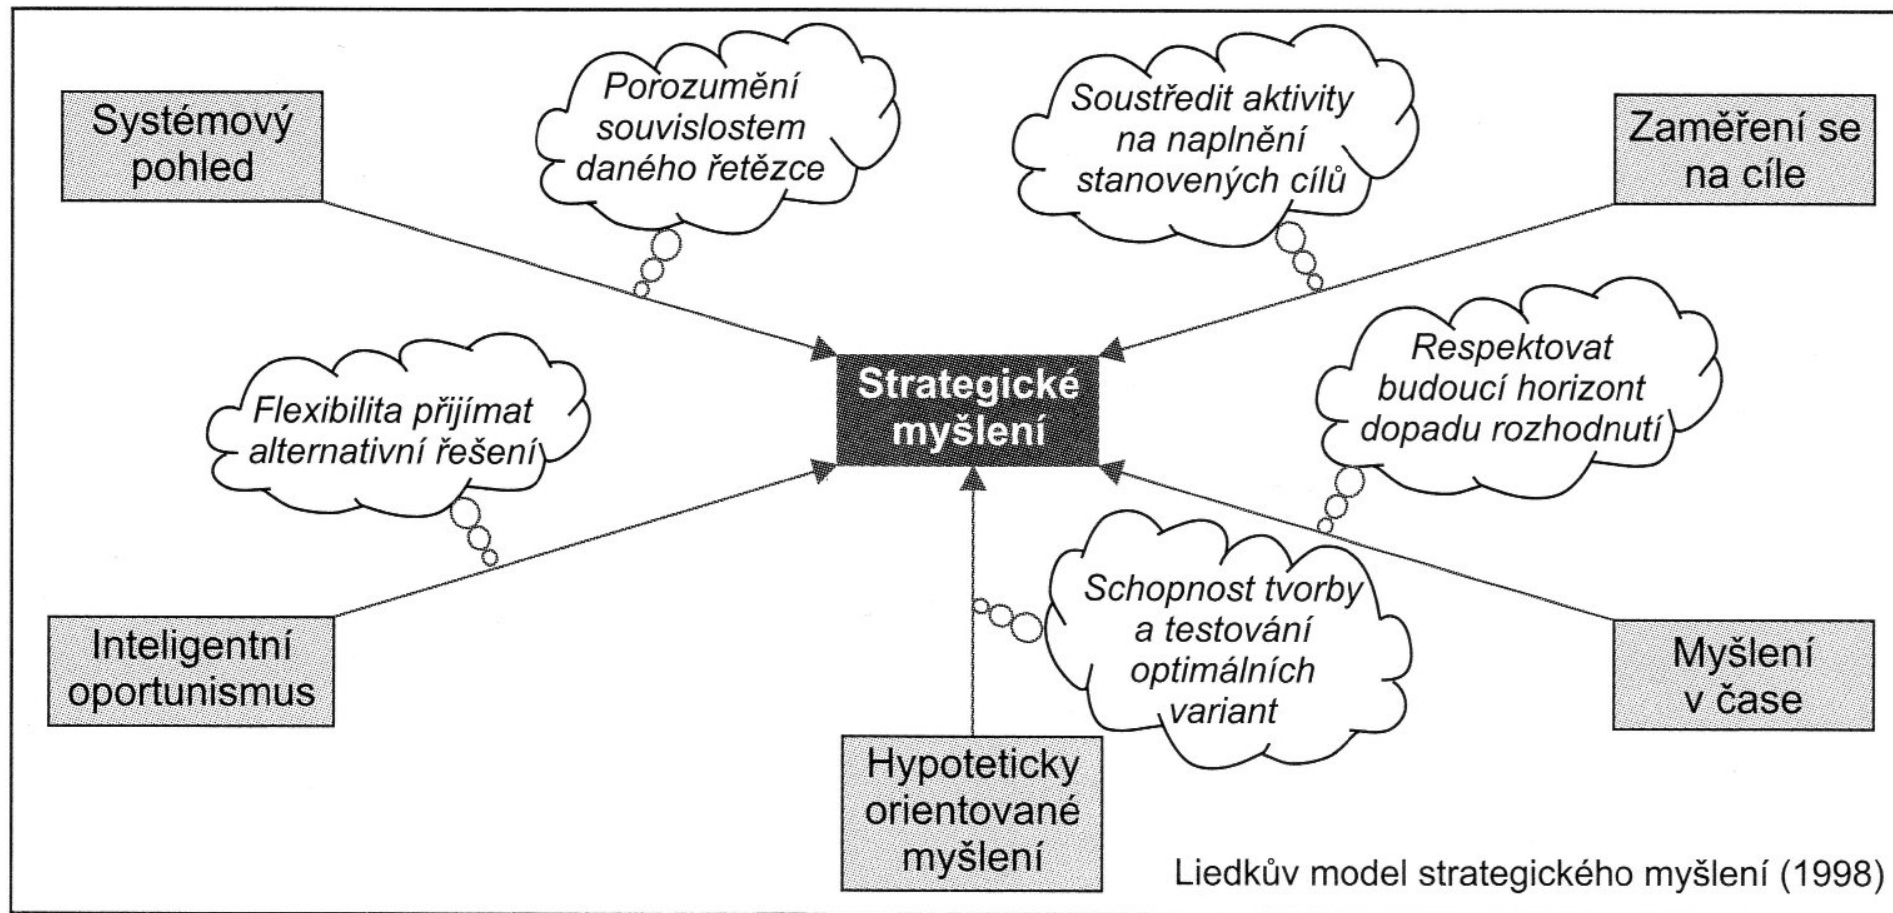 Systémový
pohled
Porozumění
souvislostem
daného řetězce
Soustředit aktivity
na naplnění
stanovených cílů
Zaměření se
na cíle
Flexibilita přijímat
alternativní řešení
Strategické
myšlení
Respektovat
budoucí horizont
dopadu rozhodnutí
Inteligentní
oportunismus
Schopnost tvorby
a testování
optimálních
variant
Myšlení
v čase
Hypoteticky
orientované
myšlení
Liedkův model strategického myšlení (1998)